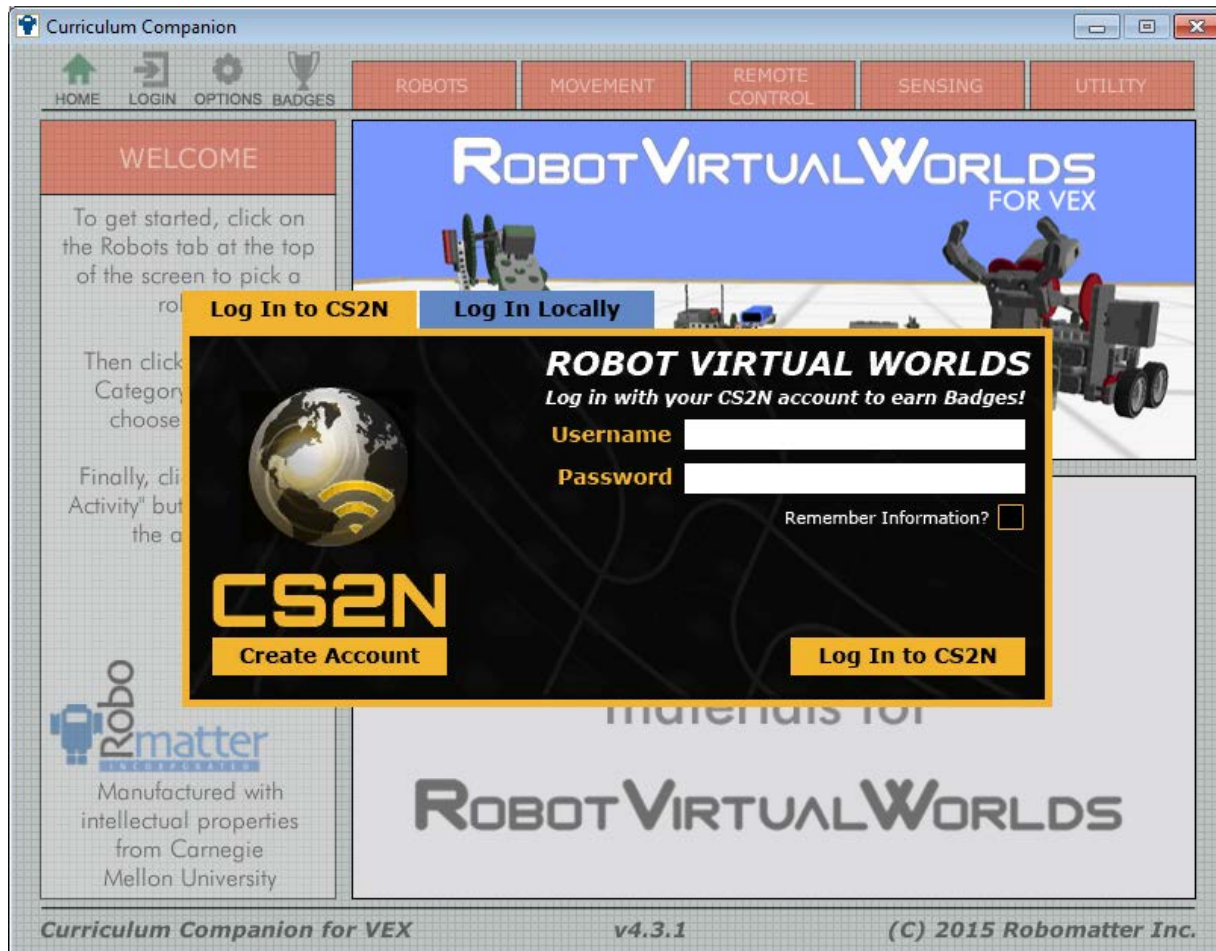 Curriculum Companion
HOME LOGIN OPTIONS BADGES
ROBOTS
MOVEMENT
REMOTE
CONTROL
SENSING
UTILITY
WELCOME
To get started, click on
the Robots tab at the top
of the screen to pick a
Then click
choose
Finally,
Activity"
the
Robo
matter
INCORPORATED
Manufactured with
intellectual properties
from Carnegie
Mellon University
ROBOT VIRTUAL WORLDS
FOR VEX
Log In to CS2N
Log In Locally
ROBOT VIRTUAL WORLDS
Log in with your CS2N account to earn Badges!
Username
Password
Remember Information?
CS2N
Create Account
Log In to CS2N
materials for
ROBOT VIRTUAL WORLDS
Curriculum Companion for VEX v4.3.1 (C) 2015 Robomatter Inc.